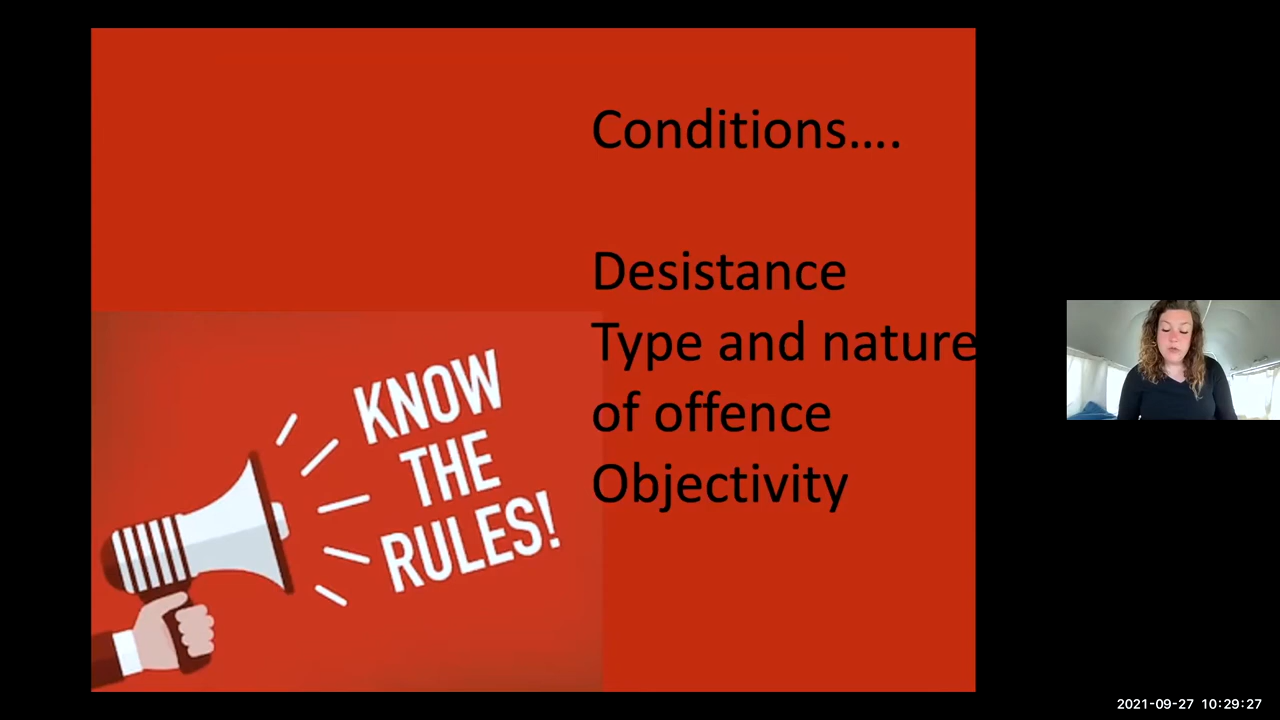 Conditions....
Desistance
Type and nature
of offence
Objectivity
KNOW
THE
RULES!
2021-09-27 10:29:27